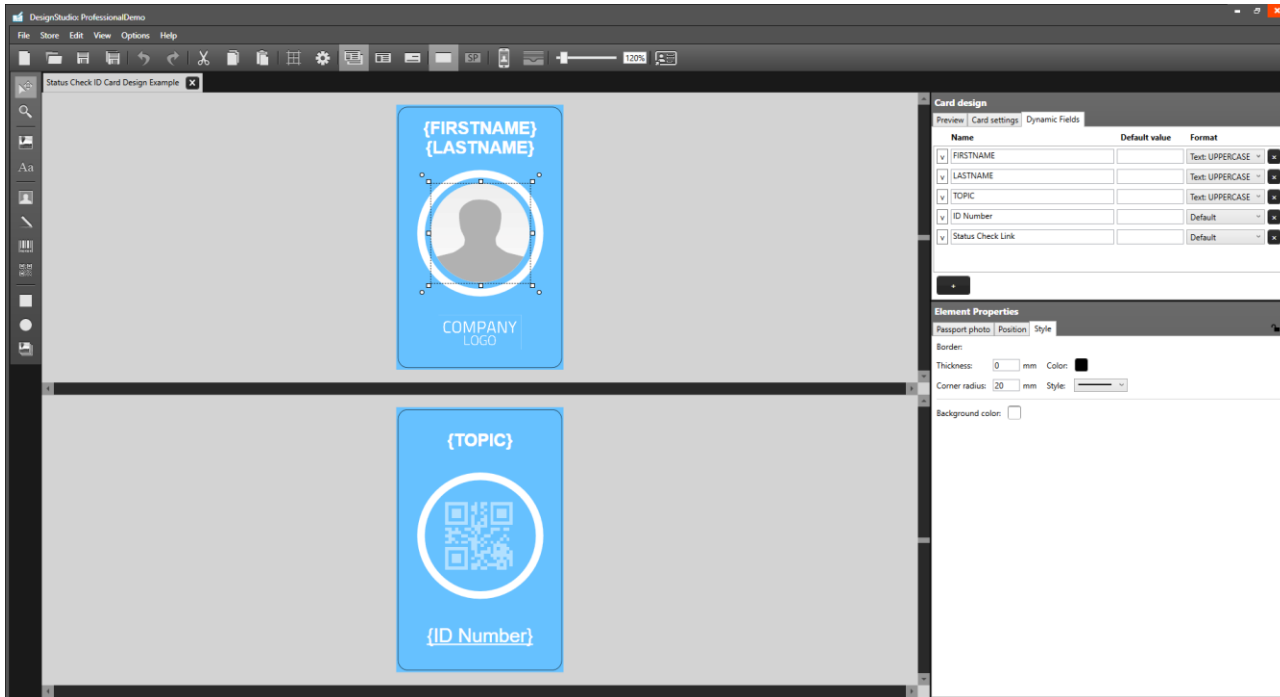 DesignStudio: ProfessionalDemo
File Store Edit View Options Help
SP 120%
Status Check ID Card Design Example
Aa
{FIRSTNAME}
{LASTNAME}
COMPANY
LOGO
{TOPIC}
{ID Number}
Card design
Preview Card settings Dynamic Fields
Name Default value Format
v FIRSTNAME Text: UPPERCASE
v LASTNAME Text: UPPERCASE
v TOPIC Text: UPPERCASE
v ID Number Default
v Status Check Link Default
+
Element Properties
Passport photo Position Style
Border:
Thickness: 0 mm Color:
Corner radius: 20 mm Style:
Background color: